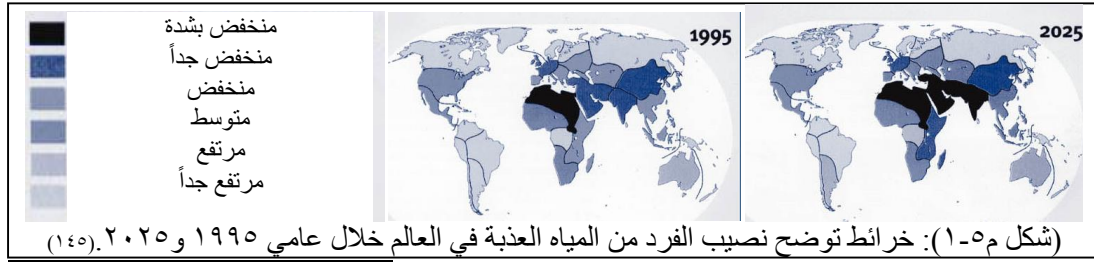 منخفض بشدة
منخفض جداً
منخفض
متوسط
مرتفع
مرتفع جداً
1995
2025
(شكل م٥-١): خرائط توضح نصيب الفرد من المياه العذبة في العالم خلال عامي ١٩٩٥ و٢٠٢٥.(١٤٥)